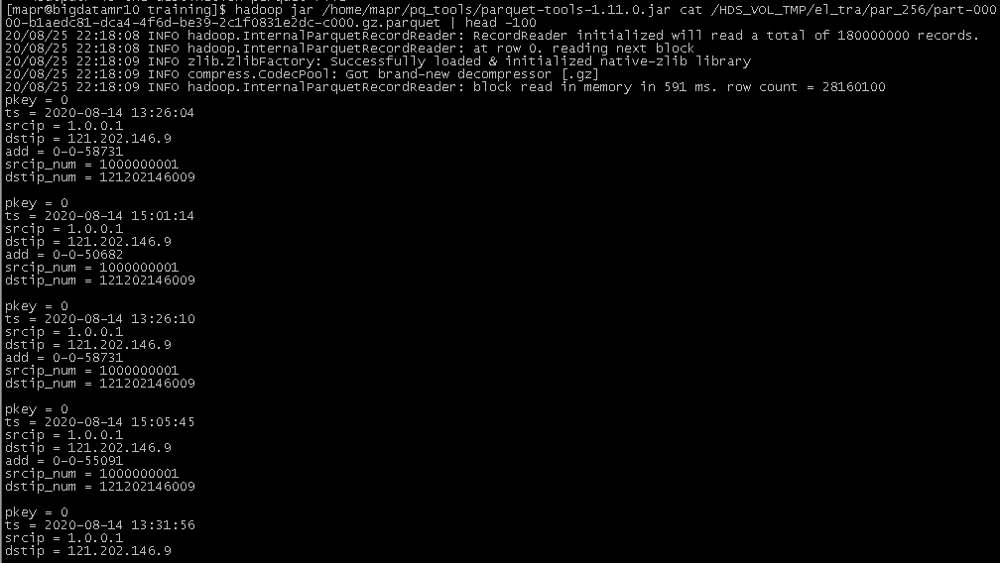 [mapr@bigdatamr10 training]$ hadoop jar /home/mapr/pq_tools/parquet-tools-1.11.0.jar cat /HDS_VOL_TMP/el_tra/par_256/part-000
00-b1aedc81-dca4-4f6d-be39-2c1f0831e2dc-c000.gz.parquet | head -100
20/08/25 22:18:08 INFO hadoop.InternalParquetRecordReader: RecordReader initialized will read a total of 180000000 records.
20/08/25 22:18:08 INFO hadoop.InternalParquetRecordReader: at row 0. reading next block
20/08/25 22:18:09 INFO zlib.ZlibFactory: Successfully loaded & initialized native-zlib library
20/08/25 22:18:09 INFO compress.CodecPool: Got brand-new decompressor [.gz]
20/08/25 22:18:09 INFO hadoop.InternalParquetRecordReader: block read in memory in 591 ms. row count = 28160100
pkey = 0
ts = 2020-08-14 13:26:04
srcip = 1.0.0.1
dstip = 121.202.146.9
add = 0-0-58731
srcip_num = 1000000001
dstip_num = 121202146009

pkey = 0
ts = 2020-08-14 15:01:14
srcip = 1.0.0.1
dstip = 121.202.146.9
add = 0-0-50682
srcip_num = 1000000001
dstip_num = 121202146009

pkey = 0
ts = 2020-08-14 13:26:10
srcip = 1.0.0.1
dstip = 121.202.146.9
add = 0-0-58731
srcip_num = 1000000001
dstip_num = 121202146009

pkey = 0
ts = 2020-08-14 15:05:45
srcip = 1.0.0.1
dstip = 121.202.146.9
add = 0-0-55091
srcip_num = 1000000001
dstip_num = 121202146009

pkey = 0
ts = 2020-08-14 13:31:56
srcip = 1.0.0.1
dstip = 121.202.146.9